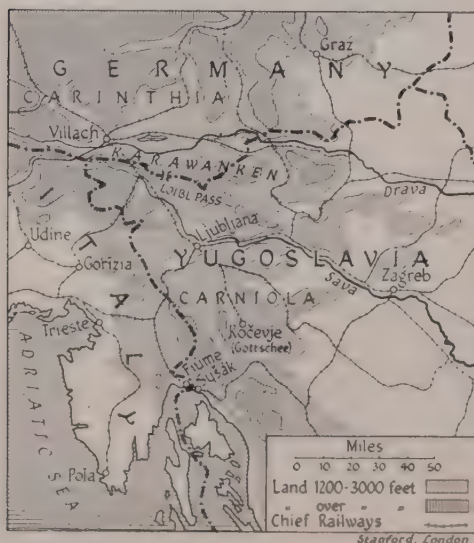 Graz
GERMANY
CARINTHIA
Villach
KARAWANKEN
LOIBL PASS
Drava
Udine
Ljubliana
Gorizia
YUGOSLAVIA
Zagreb
Sava
CARNIOLA
Trieste
ITALY
Kočevje
(Gottschee)
Fiume
Sušák
ADRIATIC SEA
Pola
Miles
0 10 20 30 40 50
Land 1200-3000 feet
" over " "
Chief Railways
Stanford, London